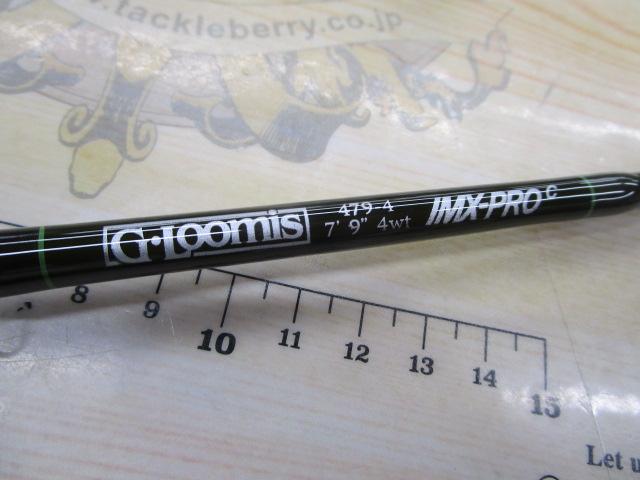 w.tackleberry.co.jp
G·Loomis
479-4
7' 9" 4wt
IMX-PRO c
8
9
10
11
12
13
14
15
Let u